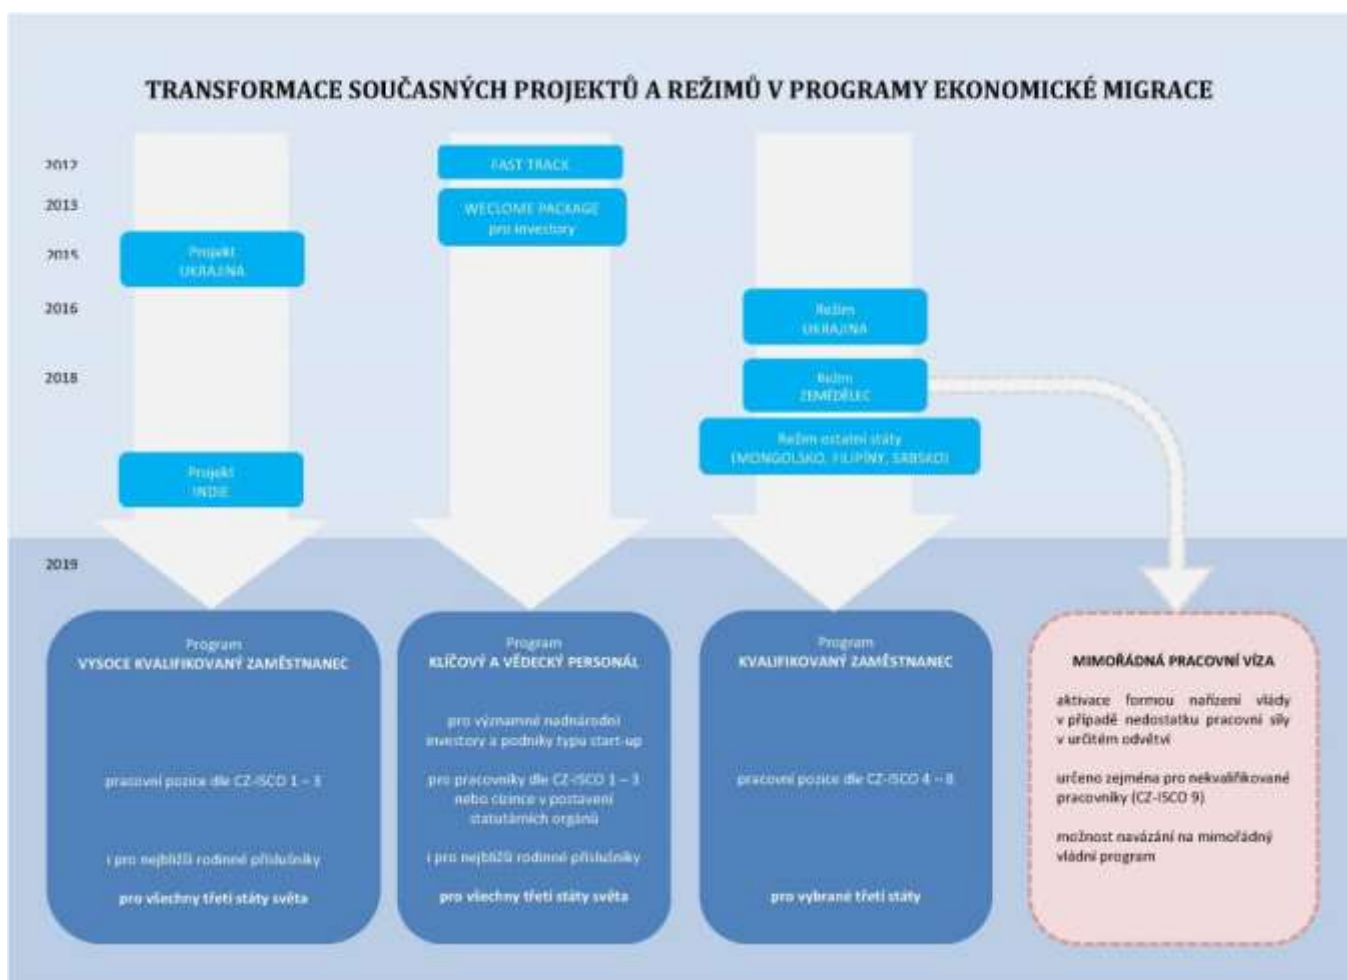 TRANSFORMACE SOUČASNÝCH PROJEKTŮ A REŽIMŮ V PROGRAMY EKONOMICKÉ MIGRACE
2012
FAST TRACK
2013
WECLOME PACKAGE
pro investory
2015
Projekt
UKRAJINA
2016
Režim
UKRAJINA
2018
Režim
ZEMĚDĚLEC
Režim ostatní státy
(MONGOLSKO, FILIPÍNY, SRBSKO)
Projekt
INDIE
2019
Program
VYSOCE KVALIFIKOVANÝ ZAMĚSTNANEC
pracovní pozice dle CZ-ISCO 1 – 3
i pro nejbližší rodinné příslušníky
pro všechny třetí státy světa
Program
KLÍČOVÝ A VĚDECKÝ PERSONÁL
pro významné nadnárodní
investory a podniky typu start-up
pro pracovníky dle CZ-ISCO 1 – 3
nebo cizince v postavení
statutárních orgánů
i pro nejbližší rodinné příslušníky
pro všechny třetí státy světa
Program
KVALIFIKOVANÝ ZAMĚSTNANEC
pracovní pozice dle CZ-ISCO 4 – 8
pro vybrané třetí státy
MIMOŘÁDNÁ PRACOVNÍ VÍZA
aktivace formou nařízení vlády
v případě nedostatku pracovní síly
v určitém odvětví
určeno zejména pro nekvalifikované
pracovníky (CZ-ISCO 9)
možnost navázání na mimořádný
vládní program